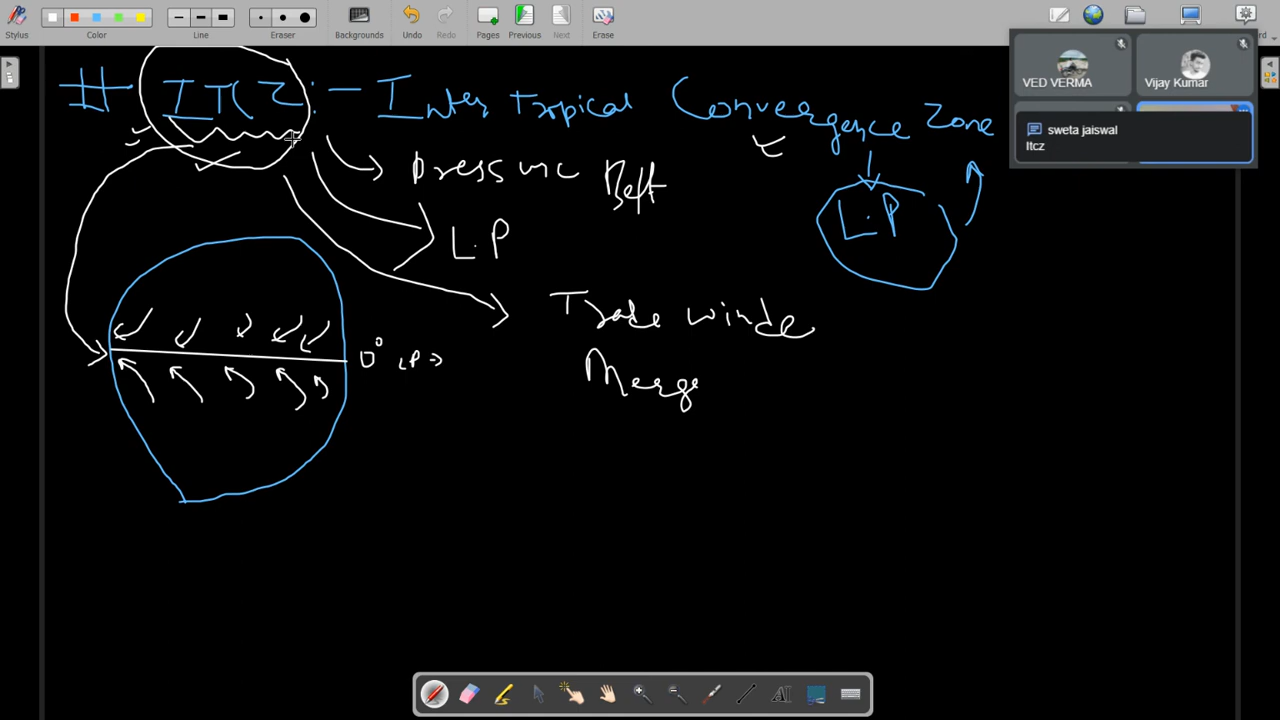 Stylus
Color
Line
Eraser
Backgrounds
Undo
Redo
Pages
Previous
Next
Erase
# ITCZ :- Inter Tropical Convergence Zone
Pressure Belt
L.P
L.P
Trade winds
Merge
0° LP →
VED VERMA
Vijay Kumar
sweta jaiswal
Itcz